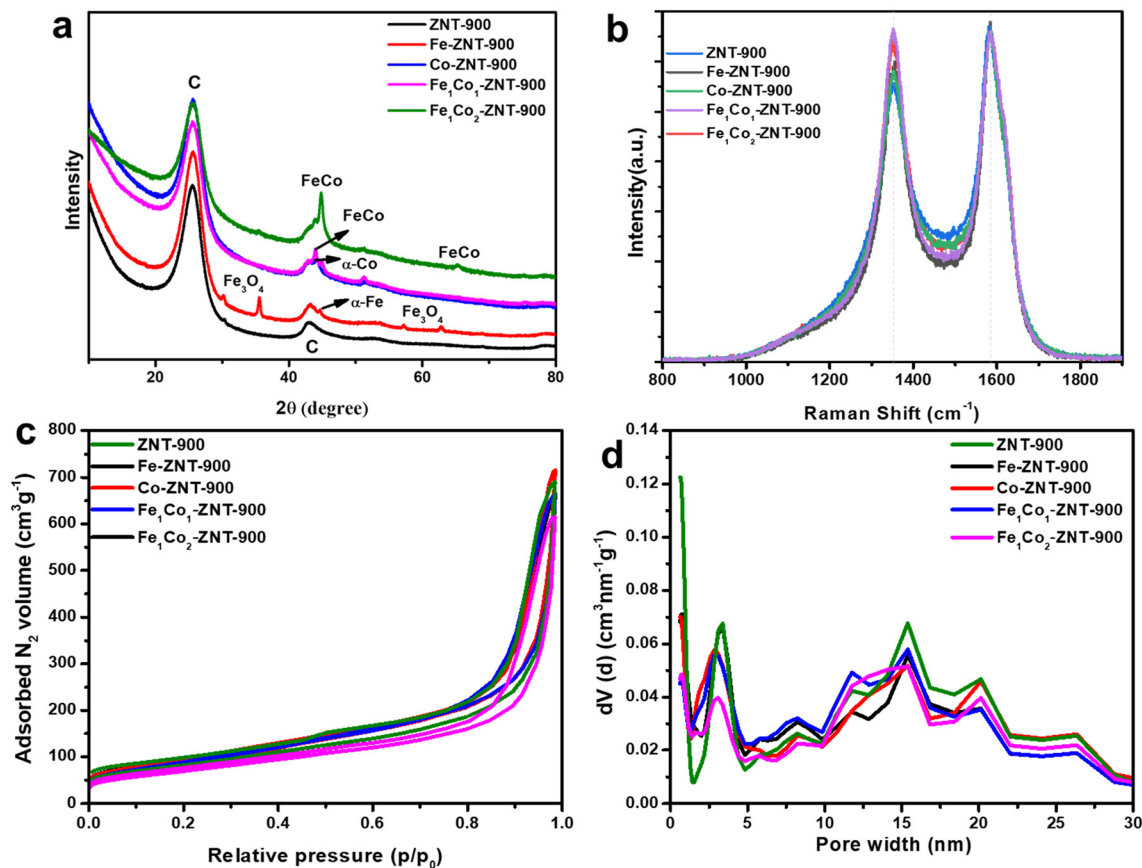 a
ZNT-900
Fe-ZNT-900
Co-ZNT-900
Fe₁Co₁-ZNT-900
Fe₁Co₂-ZNT-900
C
FeCo
FeCo
FeCo
α-Co
Fe₃O₄
α-Fe
Fe₃O₄
C
Intensity
20 40 60 80
2θ (degree)
b
ZNT-900
Fe-ZNT-900
Co-ZNT-900
Fe₁Co₁-ZNT-900
Fe₁Co₂-ZNT-900
Intensity(a.u.)
800 1000 1200 1400 1600 1800
Raman Shift (cm⁻¹)
c
800
700
600
500
400
300
200
100
0
ZNT-900
Fe-ZNT-900
Co-ZNT-900
Fe₁Co₁-ZNT-900
Fe₁Co₂-ZNT-900
Adsorbed N₂ volume (cm³g⁻¹)
0.0 0.2 0.4 0.6 0.8 1.0
Relative pressure (p/p₀)
d
0.14
0.12
0.10
0.08
0.06
0.04
0.02
0.00
ZNT-900
Fe-ZNT-900
Co-ZNT-900
Fe₁Co₁-ZNT-900
Fe₁Co₂-ZNT-900
dV (d) (cm³nm⁻¹g⁻¹)
0 5 10 15 20 25 30
Pore width (nm)